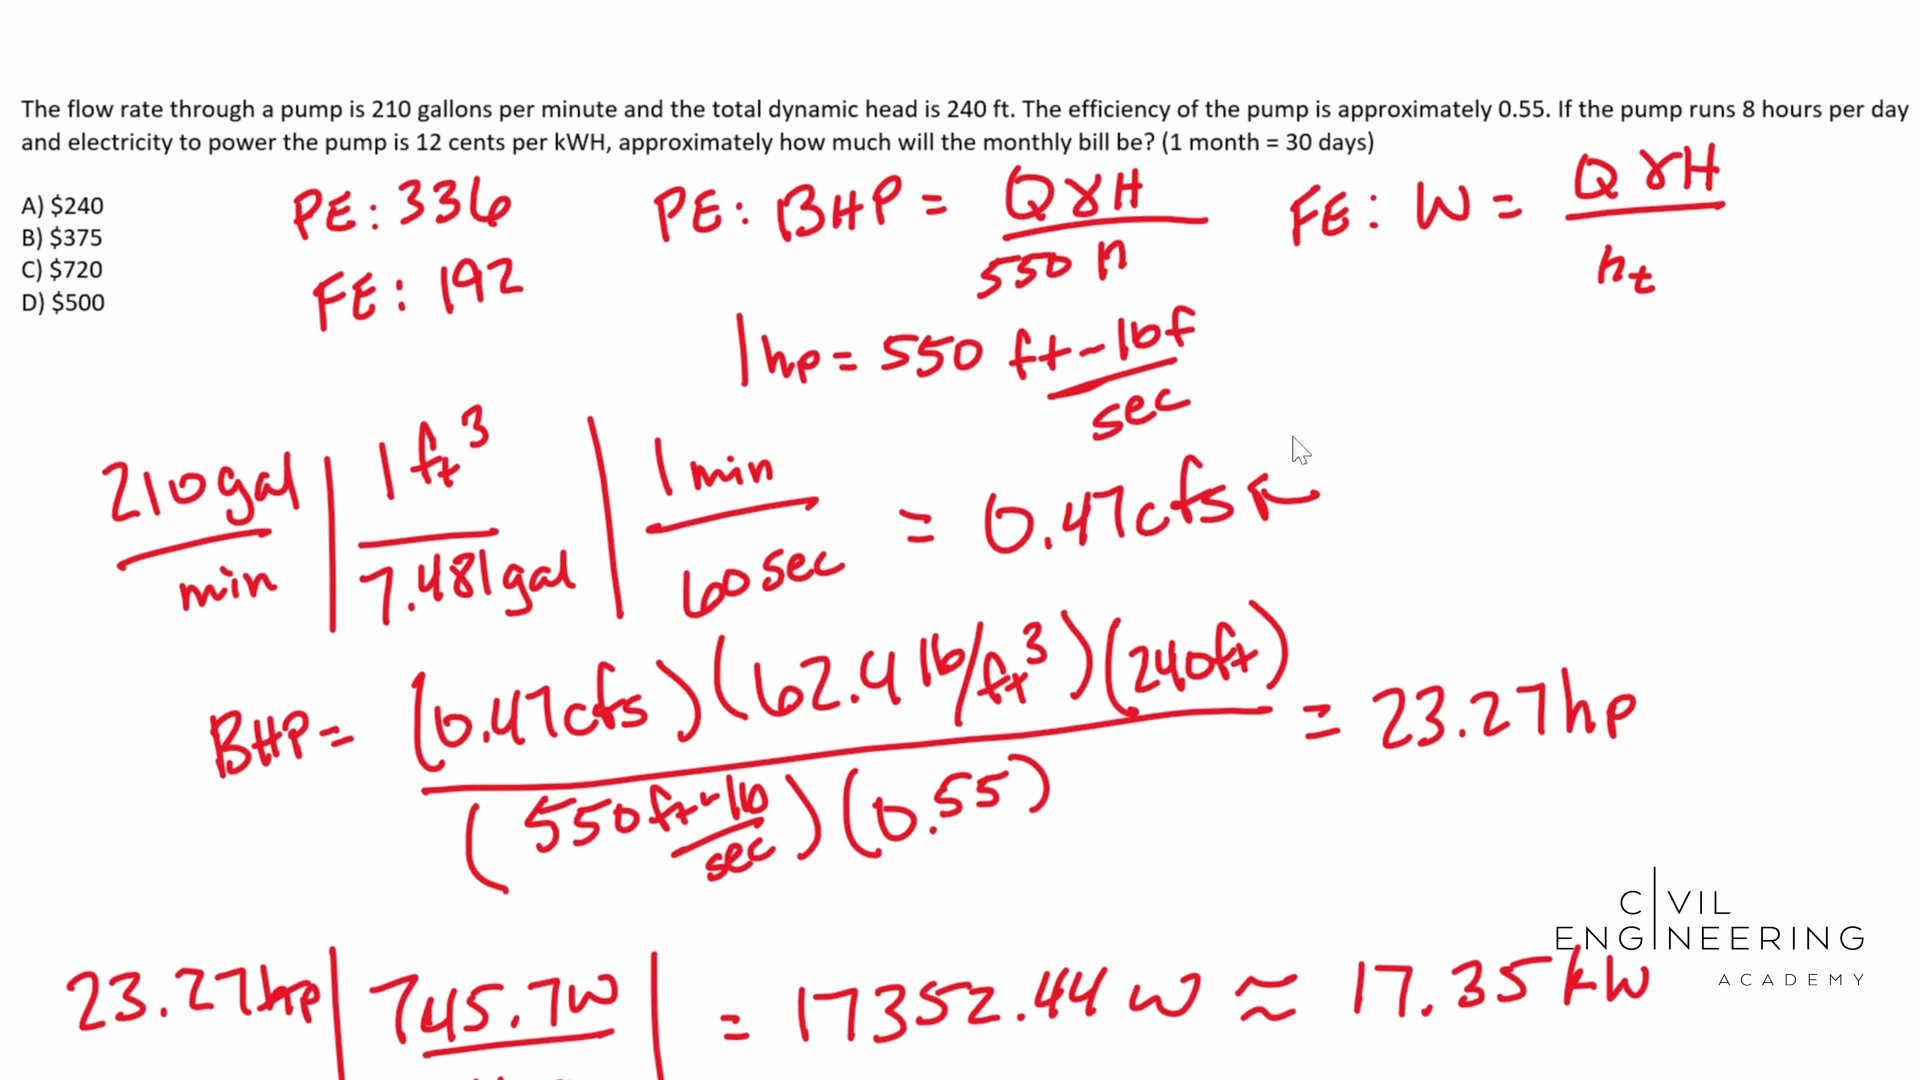 The flow rate through a pump is 210 gallons per minute and the total dynamic head is 240 ft. The efficiency of the pump is approximately 0.55. If the pump runs 8 hours per day
and electricity to power the pump is 12 cents per kWH, approximately how much will the monthly bill be? (1 month = 30 days)
A) $240
B) $375
C) $720
D) $500
PE: 336
FE: 192
PE: BHP = QγH / 550 η
FE: W = QγH / ηt
1 hp = 550 ft-lbf / sec
210 gal / min | 1 ft³ / 7.481 gal | 1 min / 60 sec = 0.47 cfs
BHP = (0.47 cfs)(62.4 lb/ft³)(240 ft) / (550 ft-lb/sec)(0.55) = 23.27 hp
23.27 hp | 745.7 W | = 17352.44 W ≈ 17.35 kW
CIVIL
ENGINEERING
ACADEMY